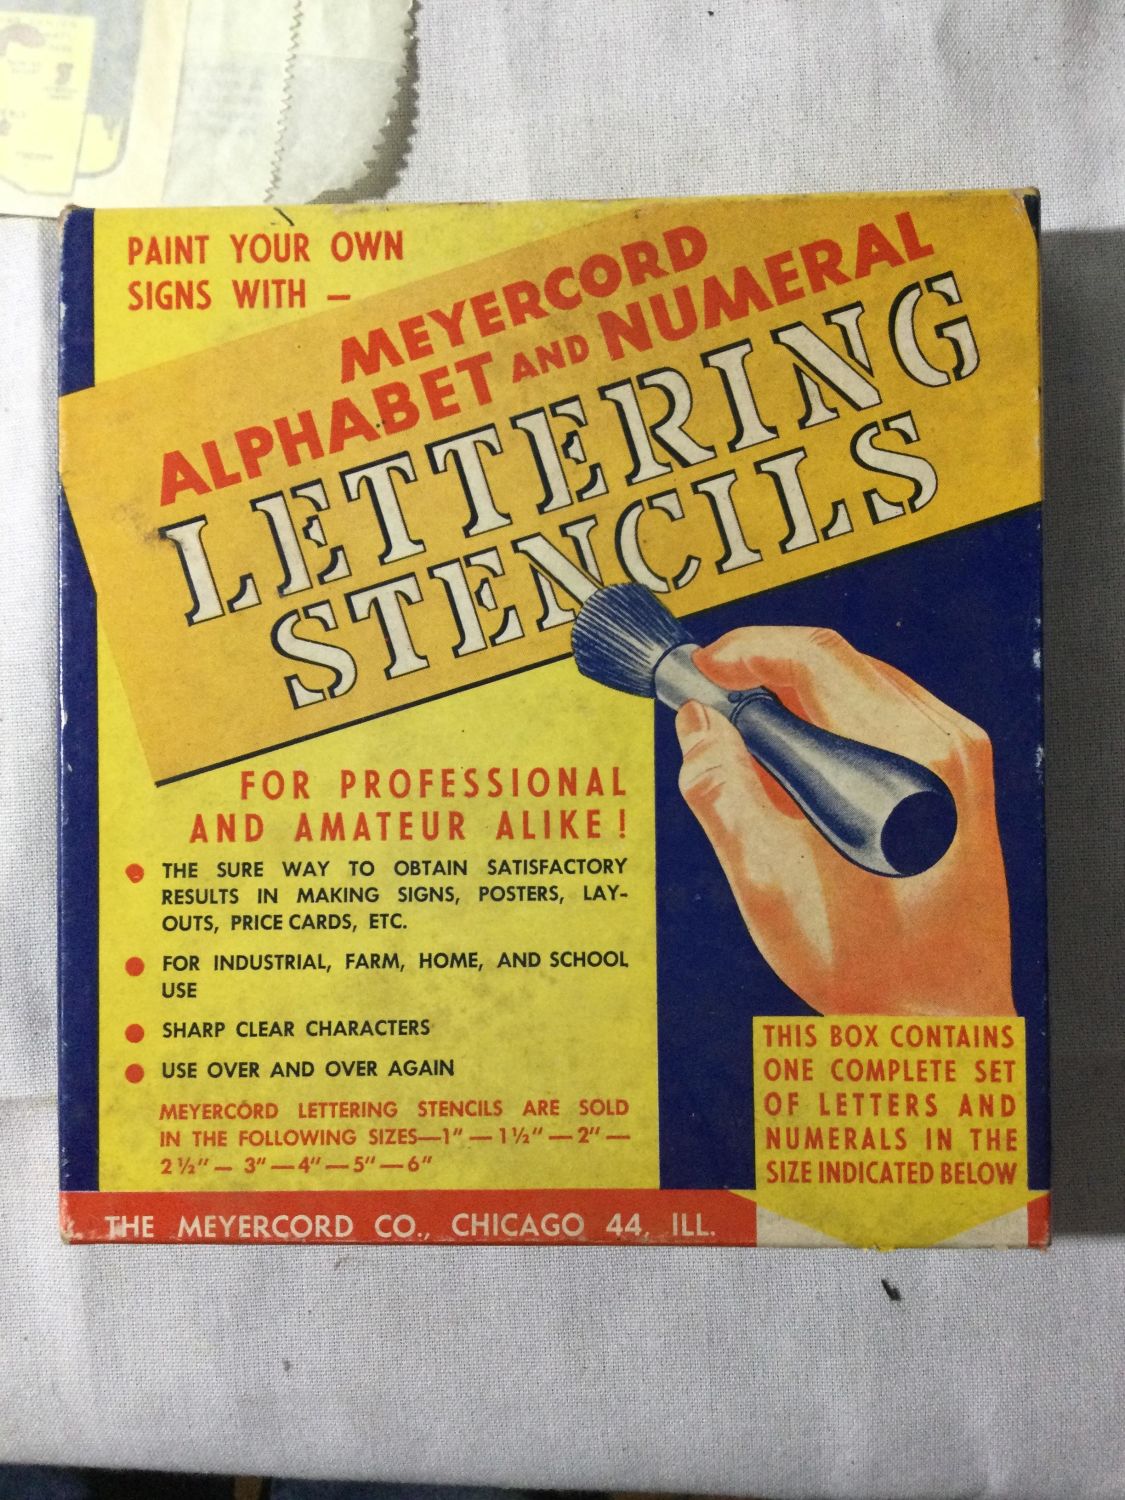 PAINT YOUR OWN
SIGNS WITH —
MEYERCORD
ALPHABET AND NUMERAL
LETTERING
STENCILS
FOR PROFESSIONAL
AND AMATEUR ALIKE!
● THE SURE WAY TO OBTAIN SATISFACTORY
RESULTS IN MAKING SIGNS, POSTERS, LAY-
OUTS, PRICE CARDS, ETC.
● FOR INDUSTRIAL, FARM, HOME, AND SCHOOL
USE
● SHARP CLEAR CHARACTERS
● USE OVER AND OVER AGAIN
MEYERCORD LETTERING STENCILS ARE SOLD
IN THE FOLLOWING SIZES—1" — 1½" — 2" —
2½" — 3" — 4" — 5" — 6"
THIS BOX CONTAINS
ONE COMPLETE SET
OF LETTERS AND
NUMERALS IN THE
SIZE INDICATED BELOW
THE MEYERCORD CO., CHICAGO 44, ILL.